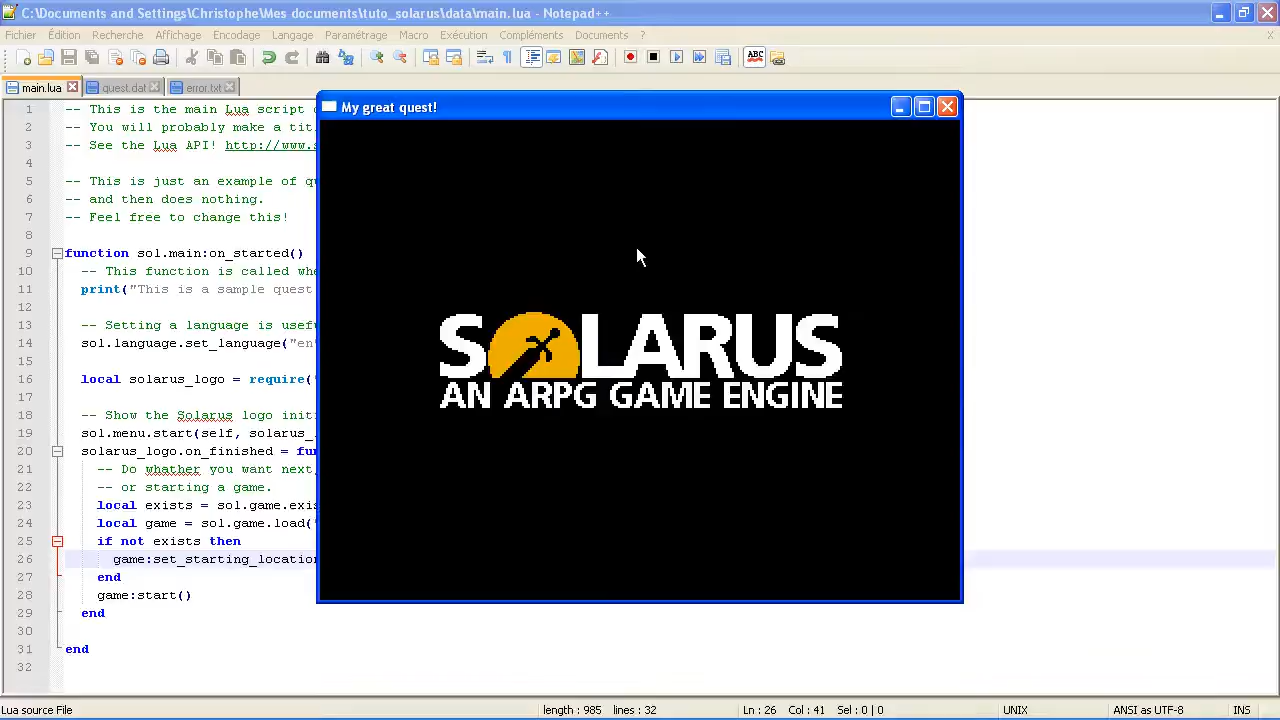 C:\Documents and Settings\Christophe\Mes documents\tuto_solarus\data\main.lua - Notepad++
Fichier Édition Recherche Affichage Encodage Langage Paramétrage Macro Exécution Compléments Documents ? X
ABC
main.lua quest.dat error.txt
My great quest!
1 -- This is the main Lua script
2 -- You will probably make a tit
3 -- See the Lua API! http://www.s
4
5 -- This is just an example of qu
6 -- and then does nothing.
7 -- Feel free to change this!
8
9 function sol.main:on_started()
10 -- This function is called whe
11 print("This is a sample quest
12
13 -- Setting a language is usefu
14 sol.language.set_language("en"
15
16 local solarus_logo = require(
17
18 -- Show the Solarus logo init
19 sol.menu.start(self, solarus_
20 solarus_logo.on_finished = fun
21 -- Do whather you want next,
22 -- or starting a game.
23 local exists = sol.game.exis
24 local game = sol.game.load("
25 if not exists then
26 game:set_starting_location
27 end
28 game:start()
29 end
30
31 end
32
SOLARUS
AN ARPG GAME ENGINE
Lua source File length : 985 lines : 32 Ln : 26 Col : 41 Sel : 0 | 0 UNIX ANSI as UTF-8 INS